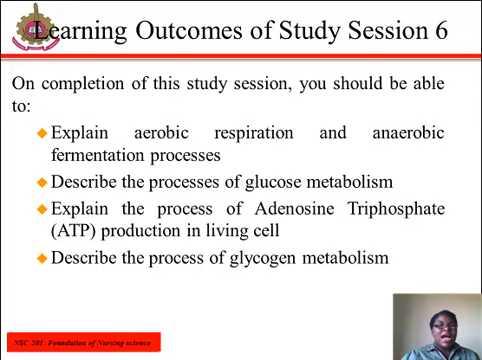 Learning Outcomes of Study Session 6
On completion of this study session, you should be able
to:
Explain aerobic respiration and anaerobic
fermentation processes
Describe the processes of glucose metabolism
Explain the process of Adenosine Triphosphate
(ATP) production in living cell
Describe the process of glycogen metabolism
NSC 201: Foundation of Nursing science